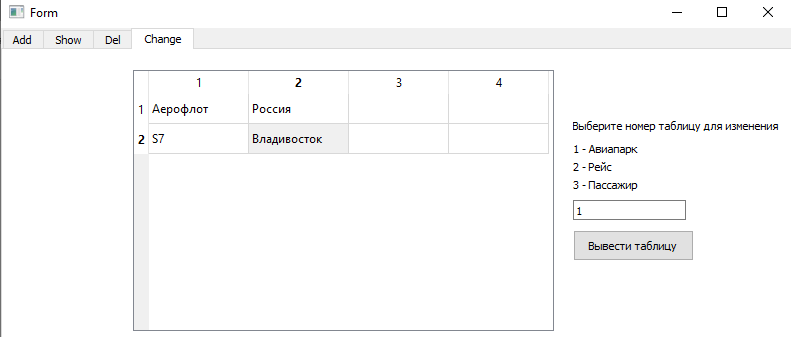 Form
Add Show Del Change
1 2 3 4
1 Аерофлот Россия
2 S7 Владивосток
Выберите номер таблицу для изменения
1 - Авиапарк
2 - Рейс
3 - Пассажир
1
Вывести таблицу